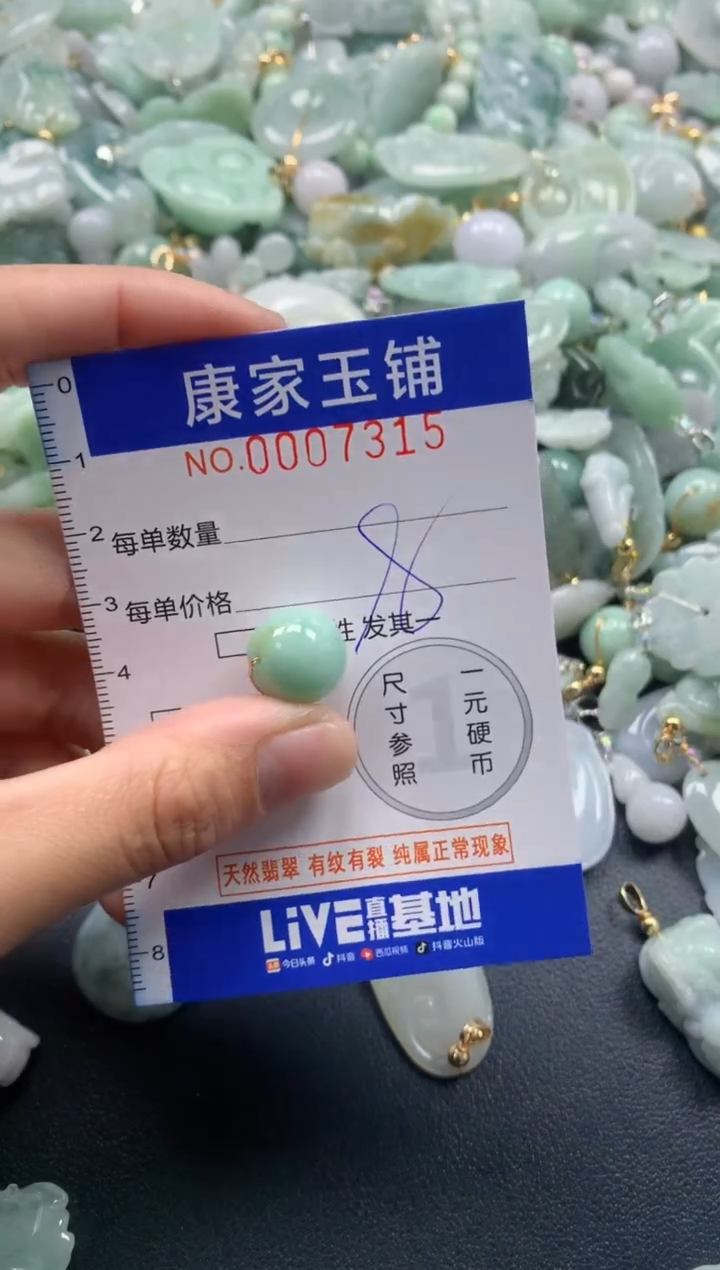 康家玉铺
NO.0007315
0
1
2 每单数量
8
3 每单价格
性 发其一
4
尺寸参照
一元硬币
天然翡翠 有纹有裂 纯属正常现象
7
8
LiVE直播基地
今日头条 抖音 西瓜视频 抖音火山版